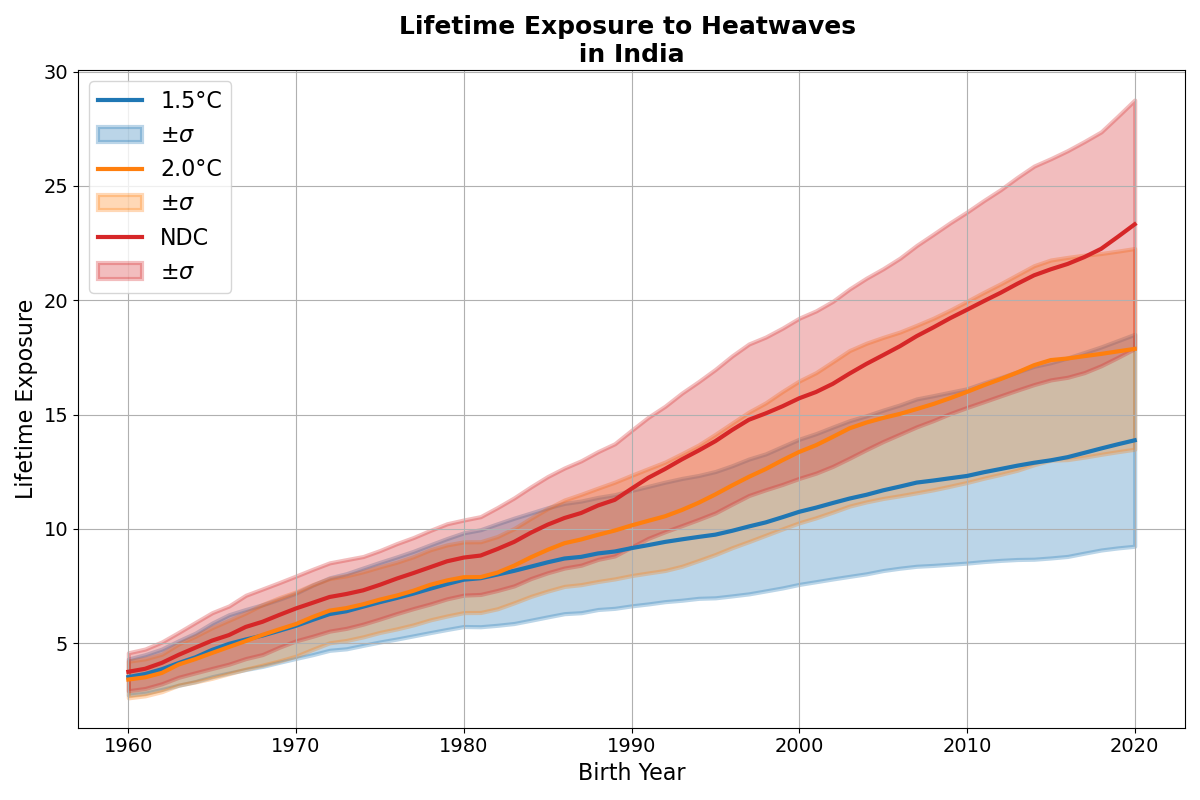 Lifetime Exposure to Heatwaves
in India
1.5°C
±σ
2.0°C
±σ
NDC
±σ
Lifetime Exposure
30
25
20
15
10
5
1960
1970
1980
1990
2000
2010
2020
Birth Year